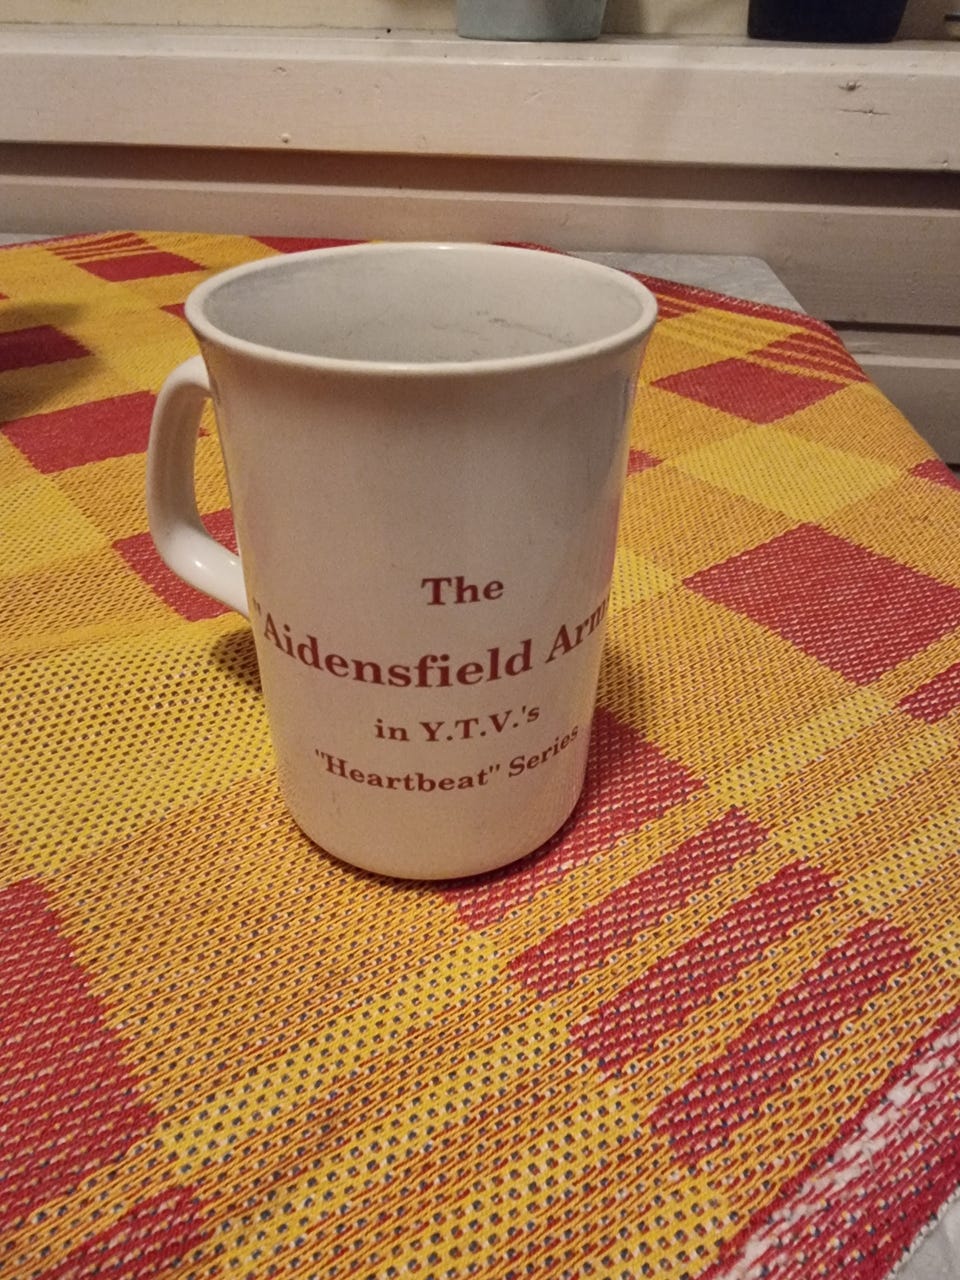 The
"Aidensfield Arm
in Y.T.V.'s
"Heartbeat" Series